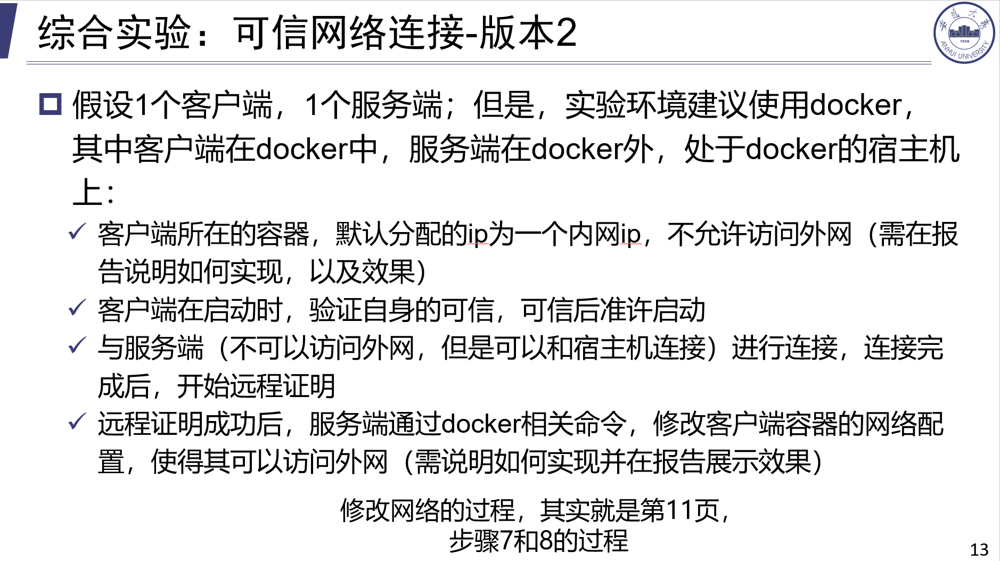 综合实验：可信网络连接-版本2
安徽大学
1928
ANHUI UNIVERSITY
假设1个客户端，1个服务端；但是，实验环境建议使用docker，
其中客户端在docker中，服务端在docker外，处于docker的宿主机
上：
客户端所在的容器，默认分配的ip为一个内网ip，不允许访问外网（需在报
告说明如何实现，以及效果）
客户端在启动时，验证自身的可信，可信后准许启动
与服务端（不可以访问外网，但是可以和宿主机连接）进行连接，连接完
成后，开始远程证明
远程证明成功后，服务端通过docker相关命令，修改客户端容器的网络配
置，使得其可以访问外网（需说明如何实现并在报告展示效果）
修改网络的过程，其实就是第11页，
步骤7和8的过程
13